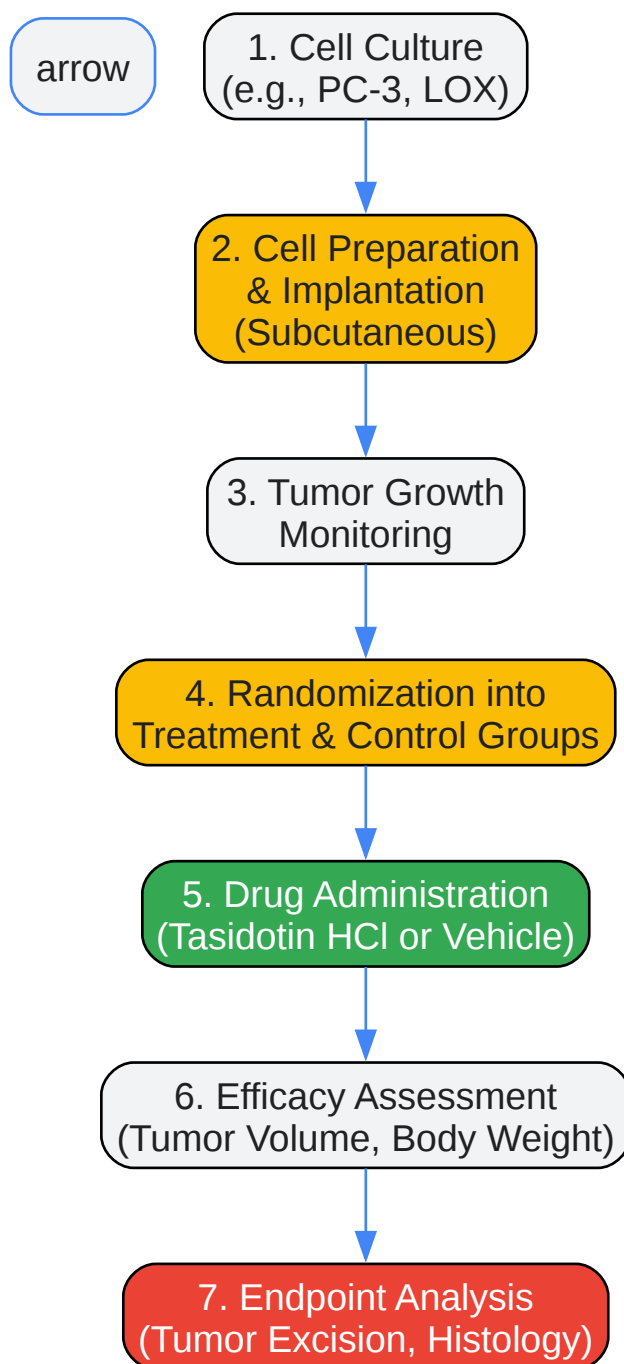 arrow
1. Cell Culture
(e.g., PC-3, LOX)
2. Cell Preparation
& Implantation
(Subcutaneous)
3. Tumor Growth
Monitoring
4. Randomization into
Treatment & Control Groups
5. Drug Administration
(Tasidotin HCl or Vehicle)
6. Efficacy Assessment
(Tumor Volume, Body Weight)
7. Endpoint Analysis
(Tumor Excision, Histology)